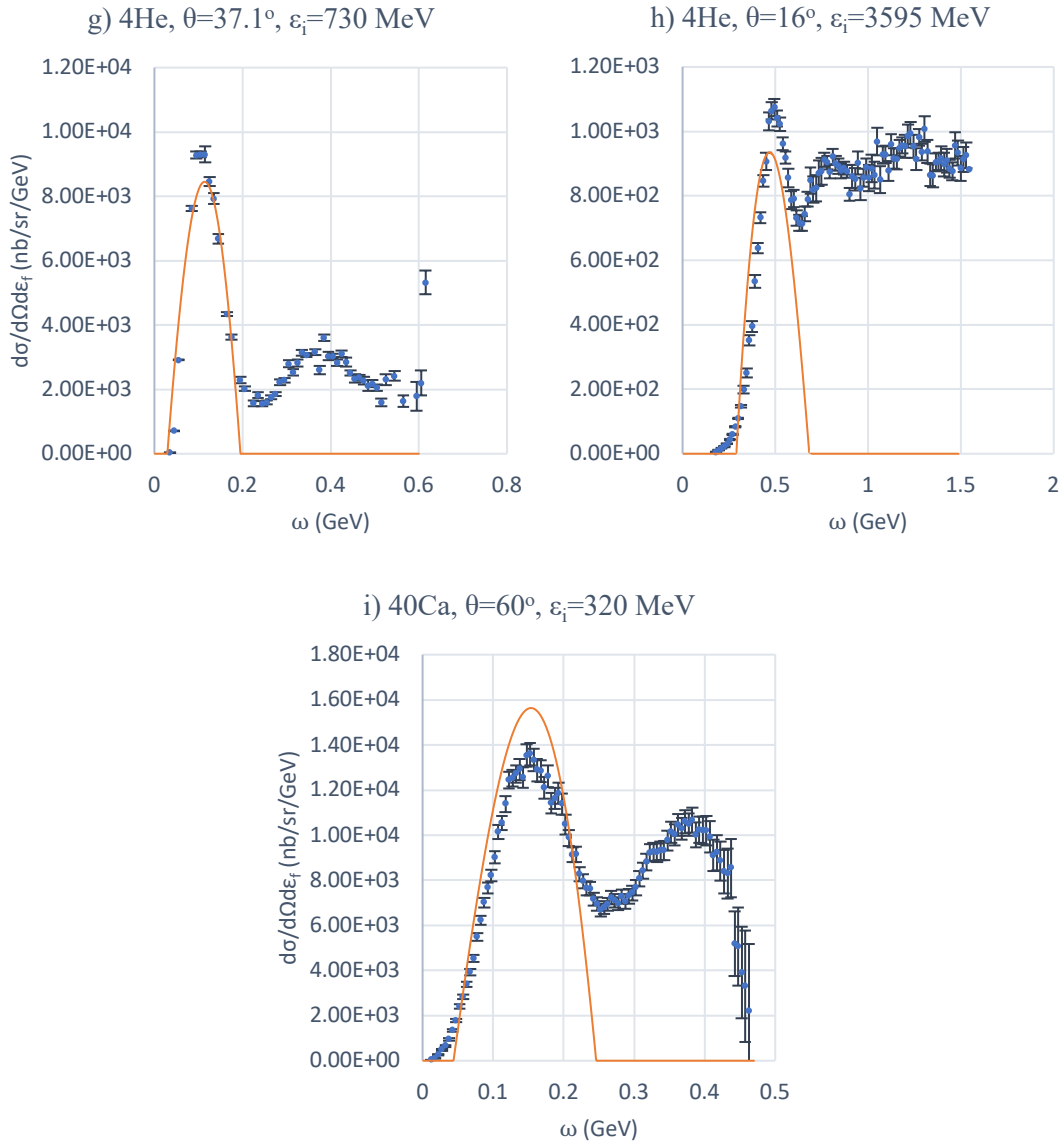 g) 4He, θ=37.1°, εi=730 MeV
dσ/dΩdεf (nb/sr/GeV)
1.20E+04
1.00E+04
8.00E+03
6.00E+03
4.00E+03
2.00E+03
0.00E+00
0 0.2 0.4 0.6 0.8
ω (GeV)
h) 4He, θ=16°, εi=3595 MeV
1.20E+03
1.00E+03
8.00E+02
6.00E+02
4.00E+02
2.00E+02
0.00E+00
0 0.5 1 1.5 2
ω (GeV)
i) 40Ca, θ=60°, εi=320 MeV
dσ/dΩdεf (nb/sr/GeV)
1.80E+04
1.60E+04
1.40E+04
1.20E+04
1.00E+04
8.00E+03
6.00E+03
4.00E+03
2.00E+03
0.00E+00
0 0.1 0.2 0.3 0.4 0.5
ω (GeV)